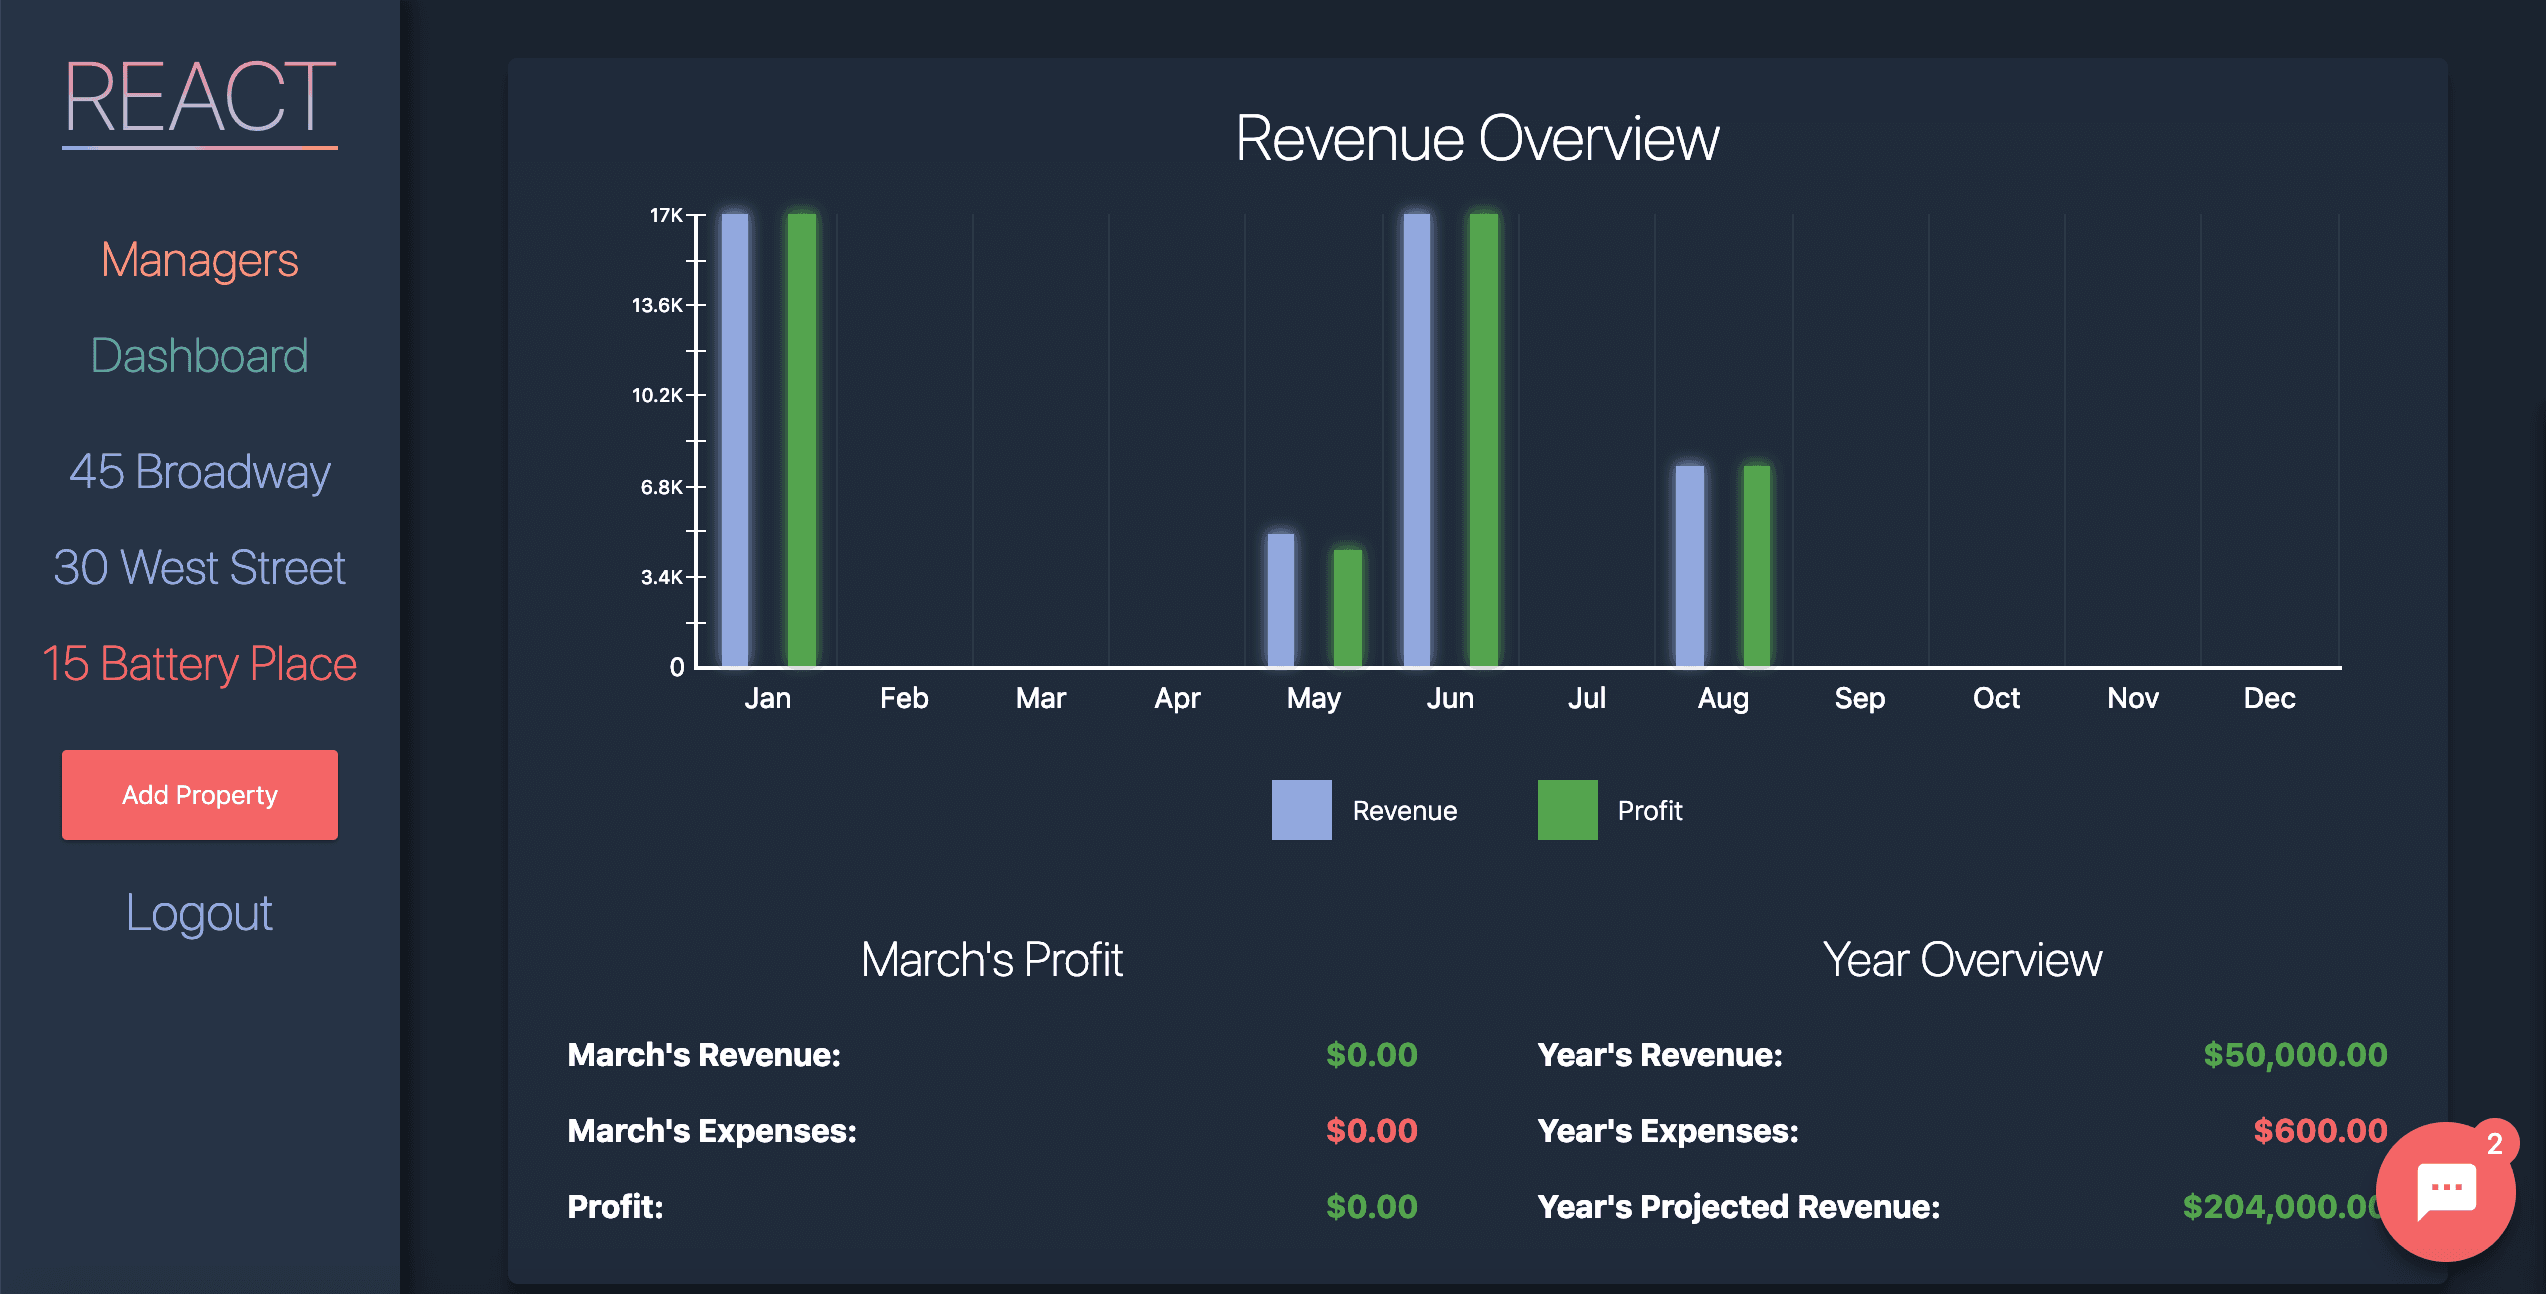 REACT
Managers
Dashboard
45 Broadway
30 West Street
15 Battery Place
Add Property
Logout
Revenue Overview
17K
13.6K
10.2K
6.8K
3.4K
0
Jan Feb Mar Apr May Jun Jul Aug Sep Oct Nov Dec
Revenue Profit
March's Profit
March's Revenue: $0.00
March's Expenses: $0.00
Profit: $0.00
Year Overview
Year's Revenue: $50,000.00
Year's Expenses: $600.00
Year's Projected Revenue: $204,000.00
2